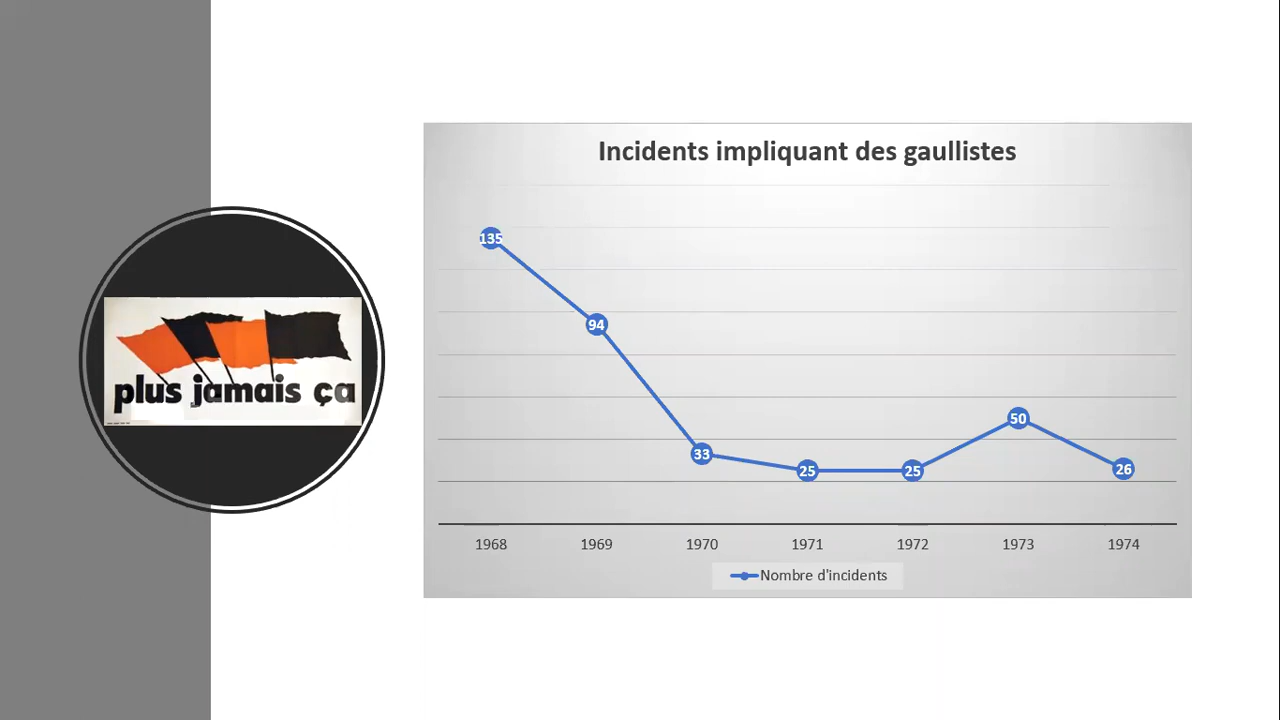 Incidents impliquant des gaullistes
135
94
33
25
25
50
26
1968 1969 1970 1971 1972 1973 1974
Nombre d'incidents
plus jamais ça